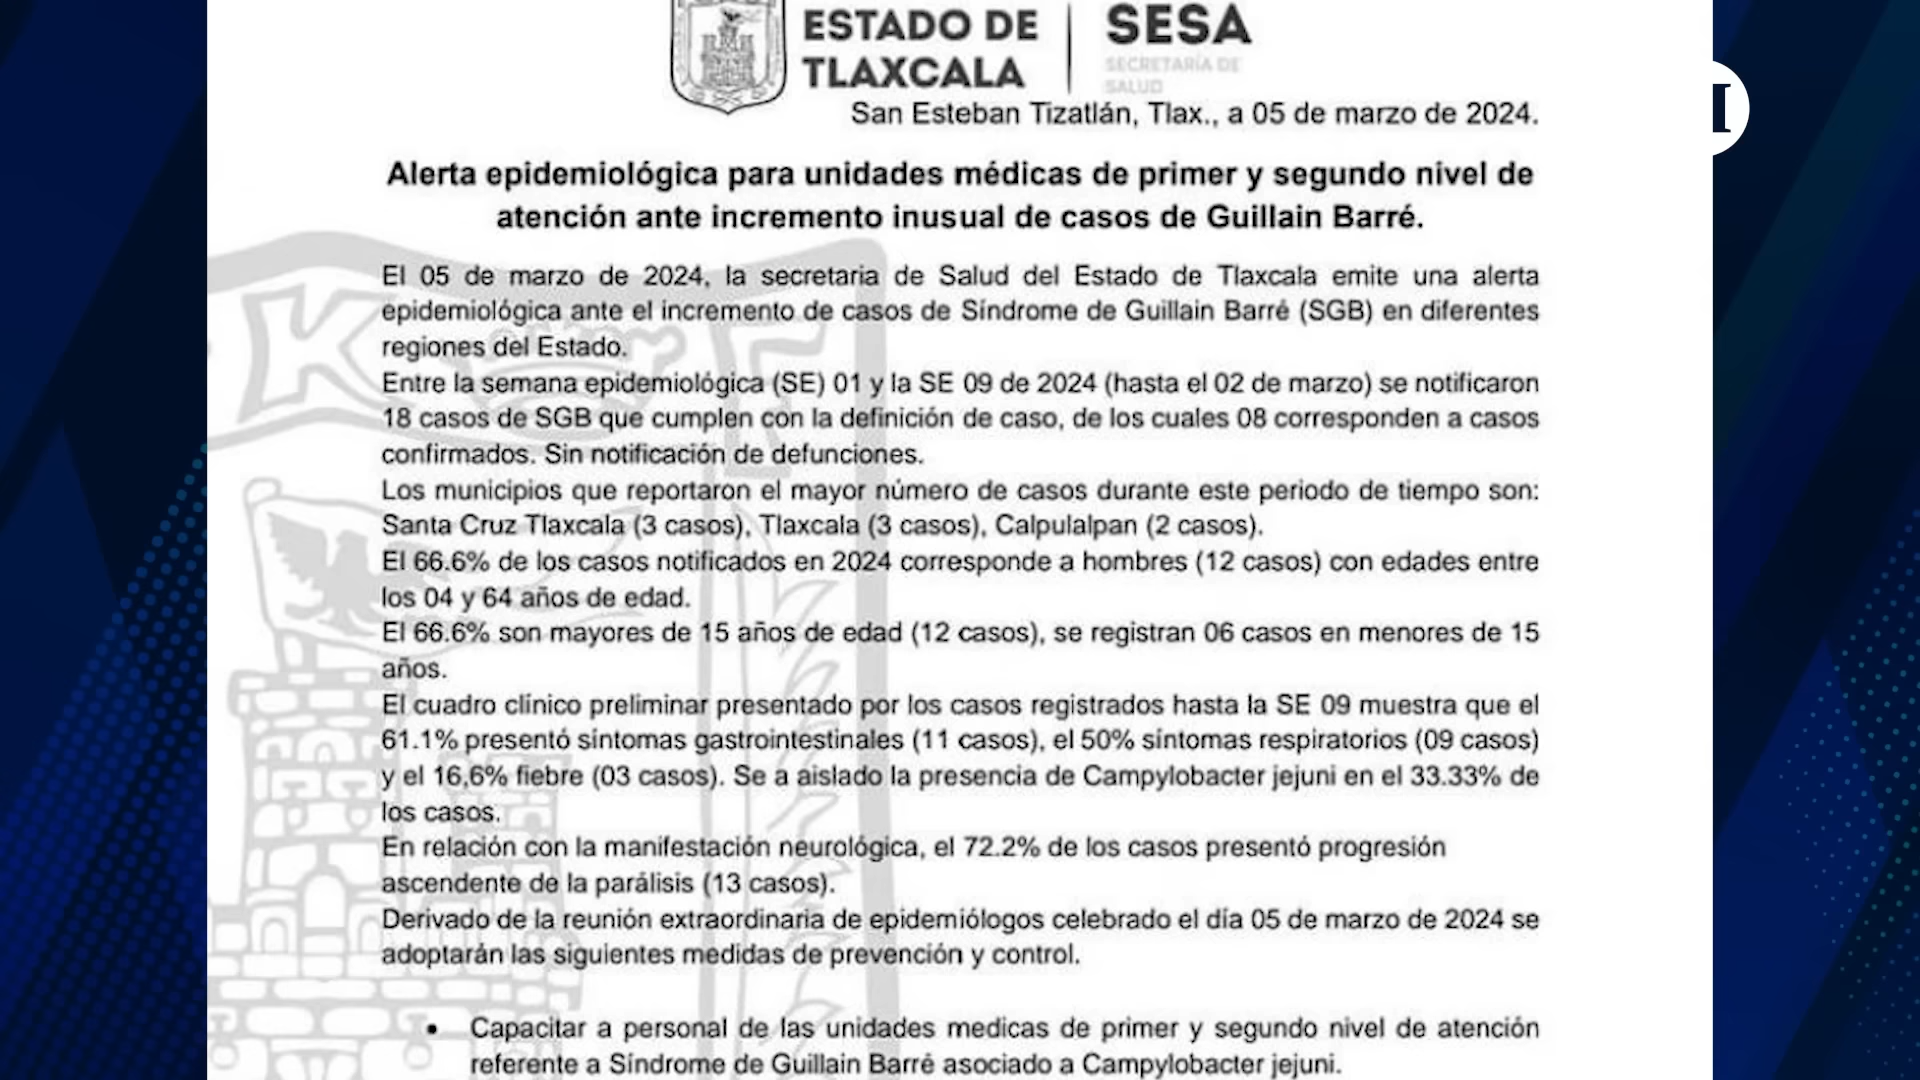 ESTADO DE
TLAXCALA
SESA
SECRETARÍA DE
SALUD
San Esteban Tizatlán, Tlax., a 05 de marzo de 2024.
Alerta epidemiológica para unidades médicas de primer y segundo nivel de
atención ante incremento inusual de casos de Guillain Barré.
El 05 de marzo de 2024, la secretaria de Salud del Estado de Tlaxcala emite una alerta
epidemiológica ante el incremento de casos de Síndrome de Guillain Barré (SGB) en diferentes
regiones del Estado.
Entre la semana epidemiológica (SE) 01 y la SE 09 de 2024 (hasta el 02 de marzo) se notificaron
18 casos de SGB que cumplen con la definición de caso, de los cuales 08 corresponden a casos
confirmados. Sin notificación de defunciones.
Los municipios que reportaron el mayor número de casos durante este periodo de tiempo son:
Santa Cruz Tlaxcala (3 casos), Tlaxcala (3 casos), Calpulalpan (2 casos).
El 66.6% de los casos notificados en 2024 corresponde a hombres (12 casos) con edades entre
los 04 y 64 años de edad.
El 66.6% son mayores de 15 años de edad (12 casos), se registran 06 casos en menores de 15
años.
El cuadro clínico preliminar presentado por los casos registrados hasta la SE 09 muestra que el
61.1% presentó síntomas gastrointestinales (11 casos), el 50% síntomas respiratorios (09 casos)
y el 16,6% fiebre (03 casos). Se a aislado la presencia de Campylobacter jejuni en el 33.33% de
los casos.
En relación con la manifestación neurológica, el 72.2% de los casos presentó progresión
ascendente de la parálisis (13 casos).
Derivado de la reunión extraordinaria de epidemiólogos celebrado el día 05 de marzo de 2024 se
adoptarán las siguientes medidas de prevención y control.
• Capacitar a personal de las unidades medicas de primer y segundo nivel de atención
referente a Síndrome de Guillain Barré asociado a Campylobacter jejuni.